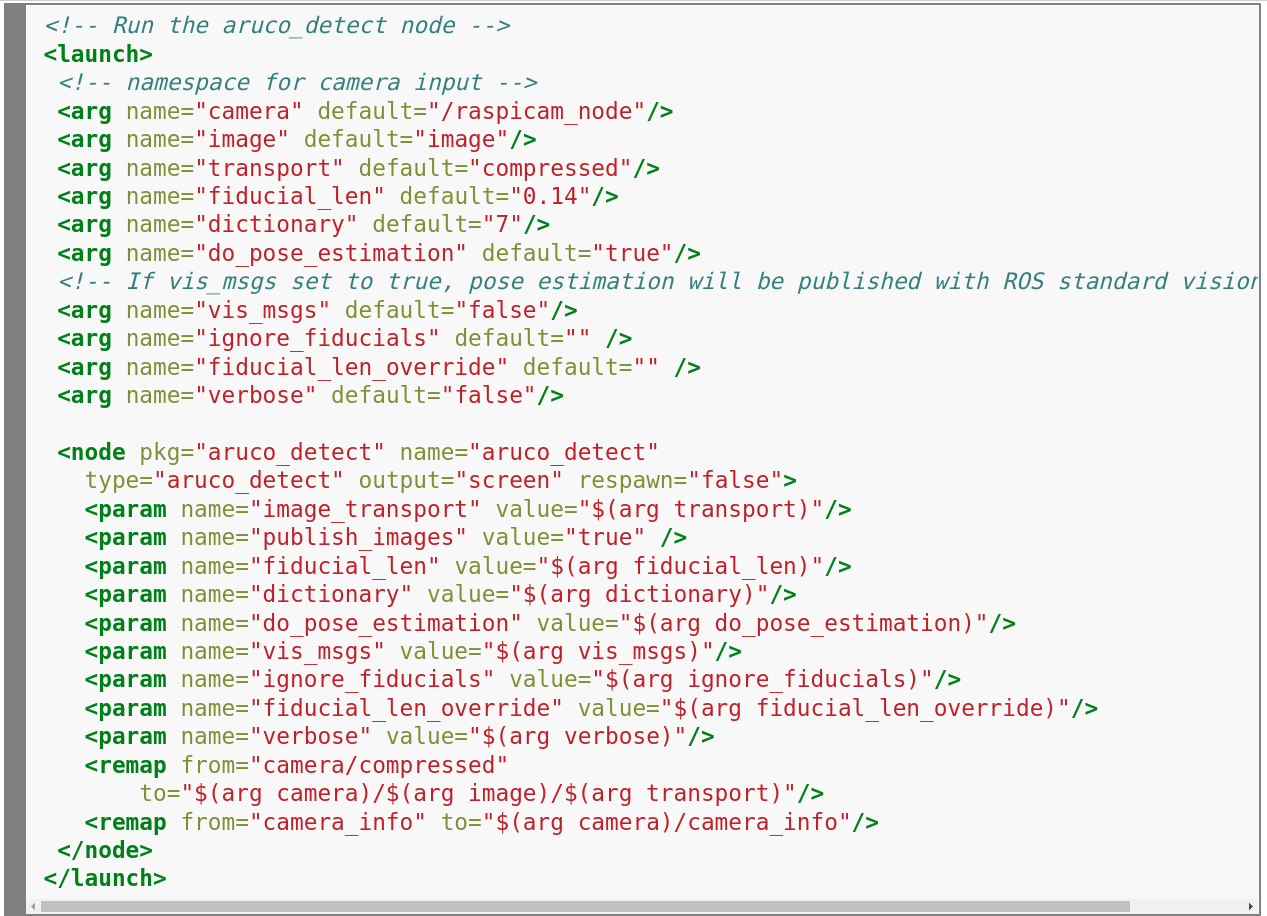 <!-- Run the aruco_detect node -->
<launch>
 <!-- namespace for camera input -->
 <arg name="camera" default="/raspicam_node"/>
 <arg name="image" default="image"/>
 <arg name="transport" default="compressed"/>
 <arg name="fiducial_len" default="0.14"/>
 <arg name="dictionary" default="7"/>
 <arg name="do_pose_estimation" default="true"/>
 <!-- If vis_msgs set to true, pose estimation will be published with ROS standard vision
 <arg name="vis_msgs" default="false"/>
 <arg name="ignore_fiducials" default="" />
 <arg name="fiducial_len_override" default="" />
 <arg name="verbose" default="false"/>

 <node pkg="aruco_detect" name="aruco_detect"
   type="aruco_detect" output="screen" respawn="false">
   <param name="image_transport" value="$(arg transport)"/>
   <param name="publish_images" value="true" />
   <param name="fiducial_len" value="$(arg fiducial_len)"/>
   <param name="dictionary" value="$(arg dictionary)"/>
   <param name="do_pose_estimation" value="$(arg do_pose_estimation)"/>
   <param name="vis_msgs" value="$(arg vis_msgs)"/>
   <param name="ignore_fiducials" value="$(arg ignore_fiducials)"/>
   <param name="fiducial_len_override" value="$(arg fiducial_len_override)"/>
   <param name="verbose" value="$(arg verbose)"/>
   <remap from="camera/compressed"
       to="$(arg camera)/$(arg image)/$(arg transport)"/>
   <remap from="camera_info" to="$(arg camera)/camera_info"/>
 </node>
</launch>